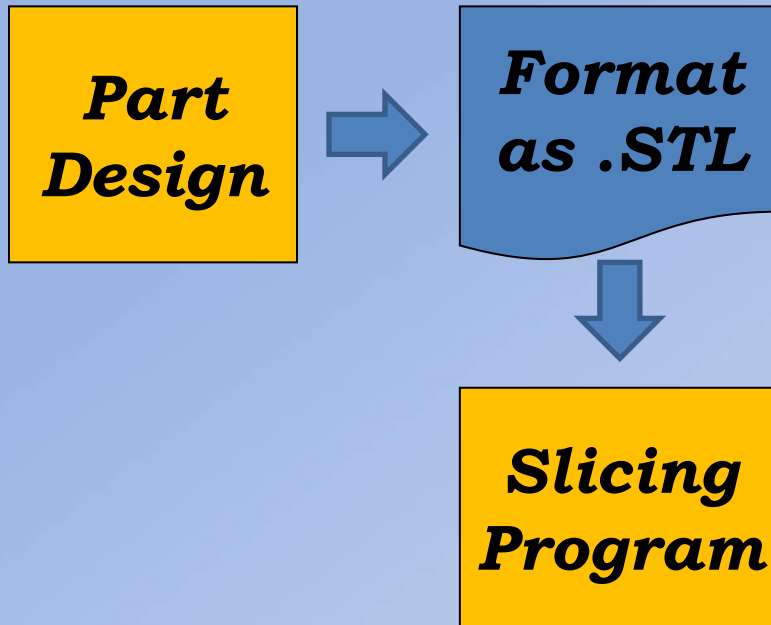 Part
Design
Format
as .STL
Slicing
Program